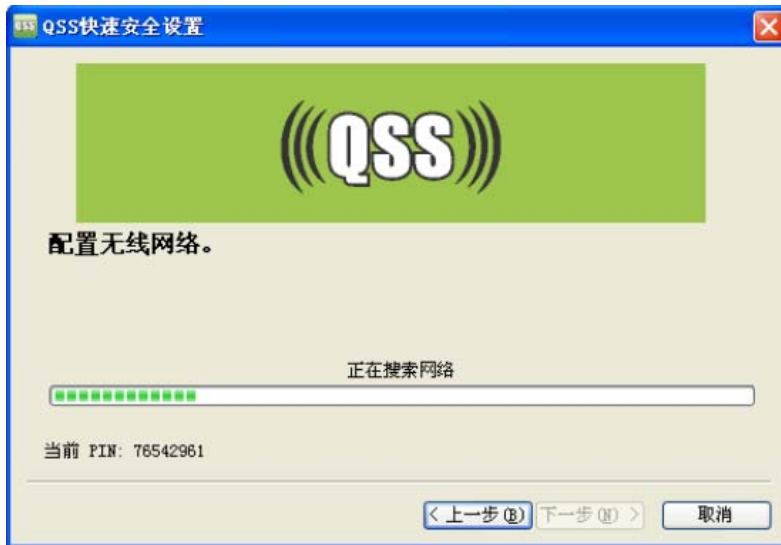 QSS快速安全设置
(((QSS)))
配置无线网络。
正在搜索网络
当前 PIN: 76542961
< 上一步(B) 下一步(N) > 取消